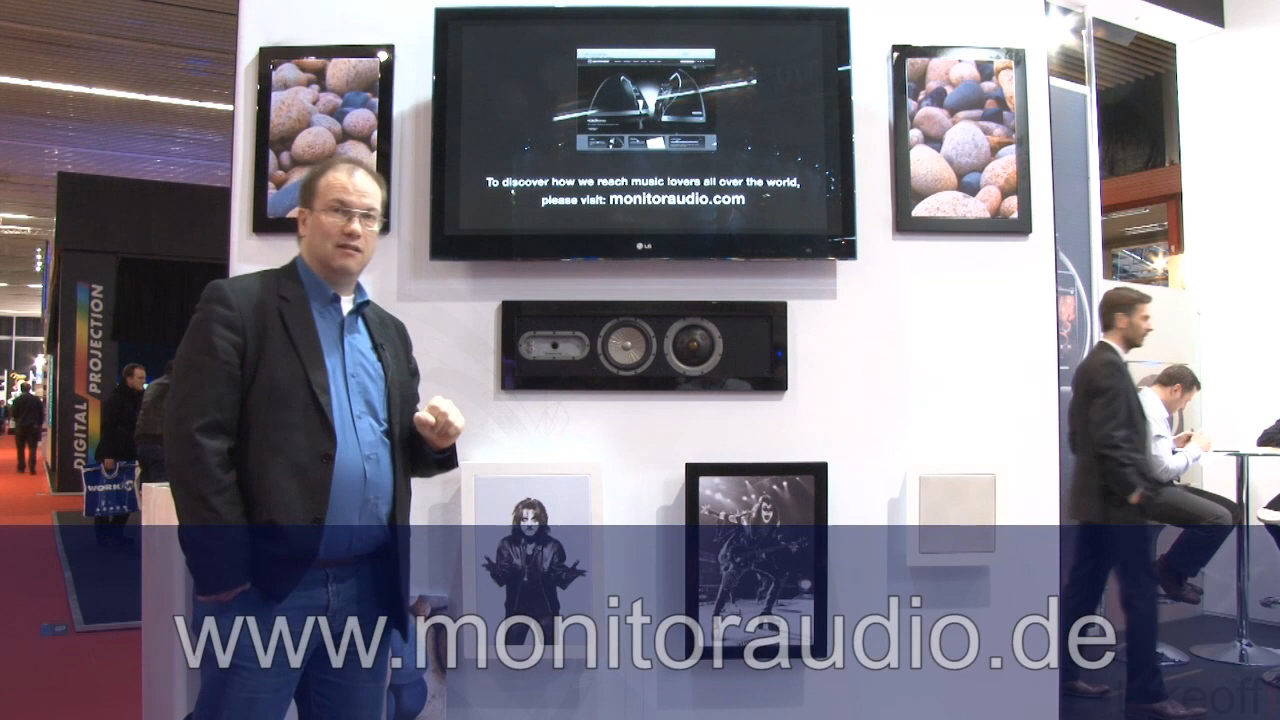 To discover how we reach music lovers all over the world,
please visit: monitoraudio.com
LG
DIGITAL PROJECTION
WORK
www.monitoraudio.de